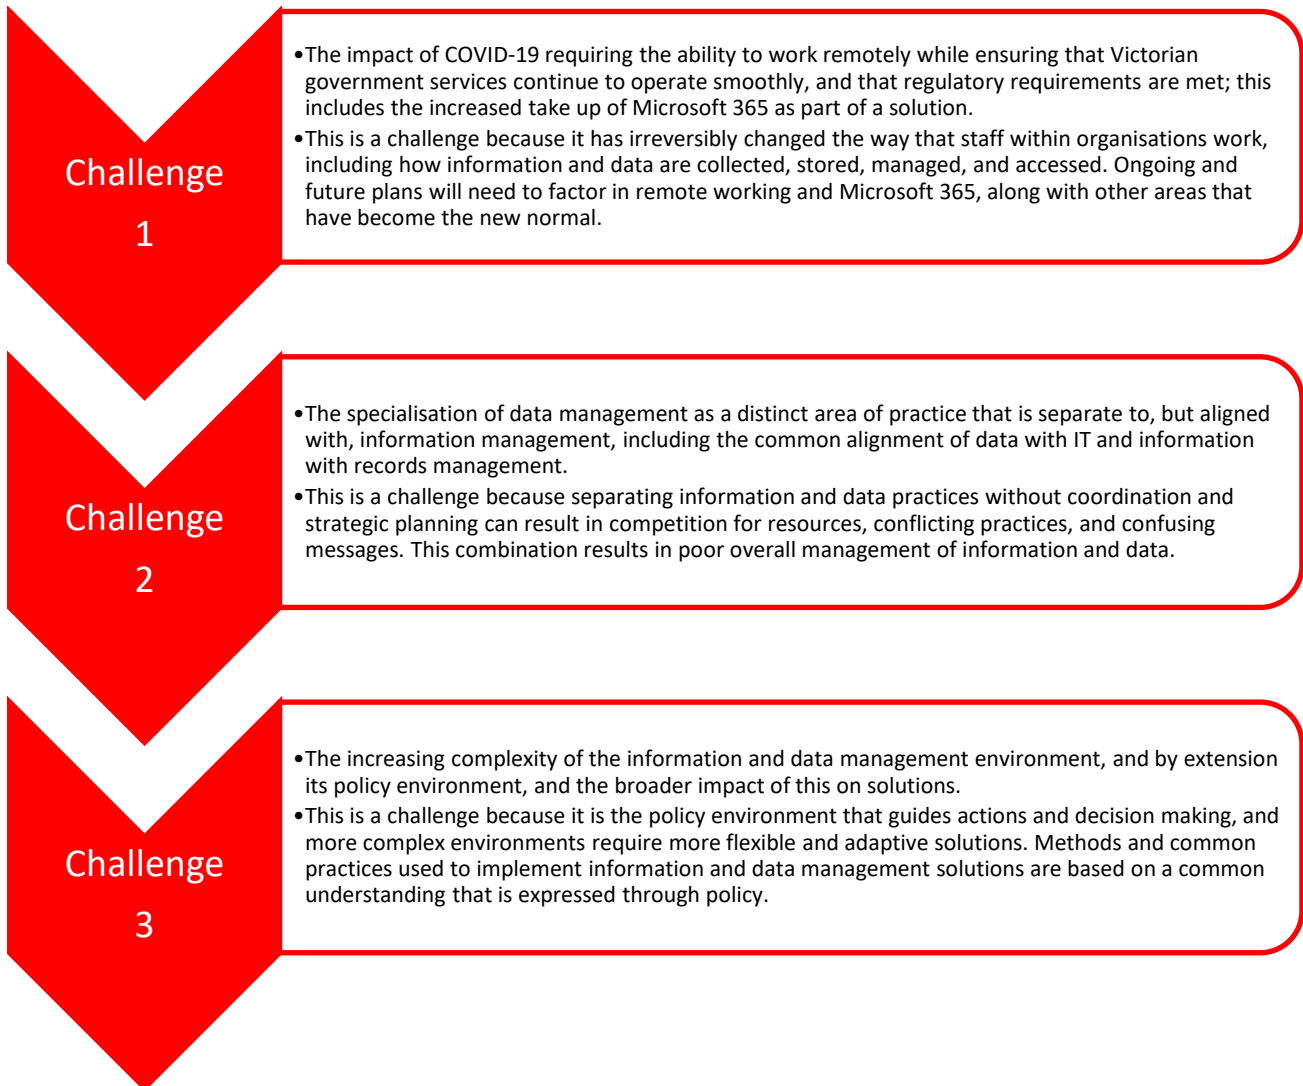 Challenge
1
•The impact of COVID-19 requiring the ability to work remotely while ensuring that Victorian
government services continue to operate smoothly, and that regulatory requirements are met; this
includes the increased take up of Microsoft 365 as part of a solution.
•This is a challenge because it has irreversibly changed the way that staff within organisations work,
including how information and data are collected, stored, managed, and accessed. Ongoing and
future plans will need to factor in remote working and Microsoft 365, along with other areas that
have become the new normal.
Challenge
2
•The specialisation of data management as a distinct area of practice that is separate to, but aligned
with, information management, including the common alignment of data with IT and information
with records management.
•This is a challenge because separating information and data practices without coordination and
strategic planning can result in competition for resources, conflicting practices, and confusing
messages. This combination results in poor overall management of information and data.
Challenge
3
•The increasing complexity of the information and data management environment, and by extension
its policy environment, and the broader impact of this on solutions.
•This is a challenge because it is the policy environment that guides actions and decision making, and
more complex environments require more flexible and adaptive solutions. Methods and common
practices used to implement information and data management solutions are based on a common
understanding that is expressed through policy.